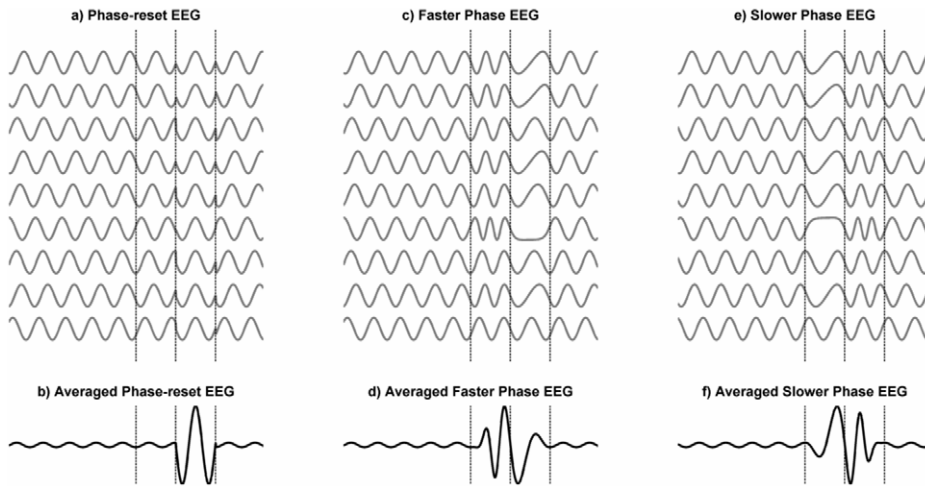 a) Phase-reset EEG
c) Faster Phase EEG
e) Slower Phase EEG
b) Averaged Phase-reset EEG
d) Averaged Faster Phase EEG
f) Averaged Slower Phase EEG